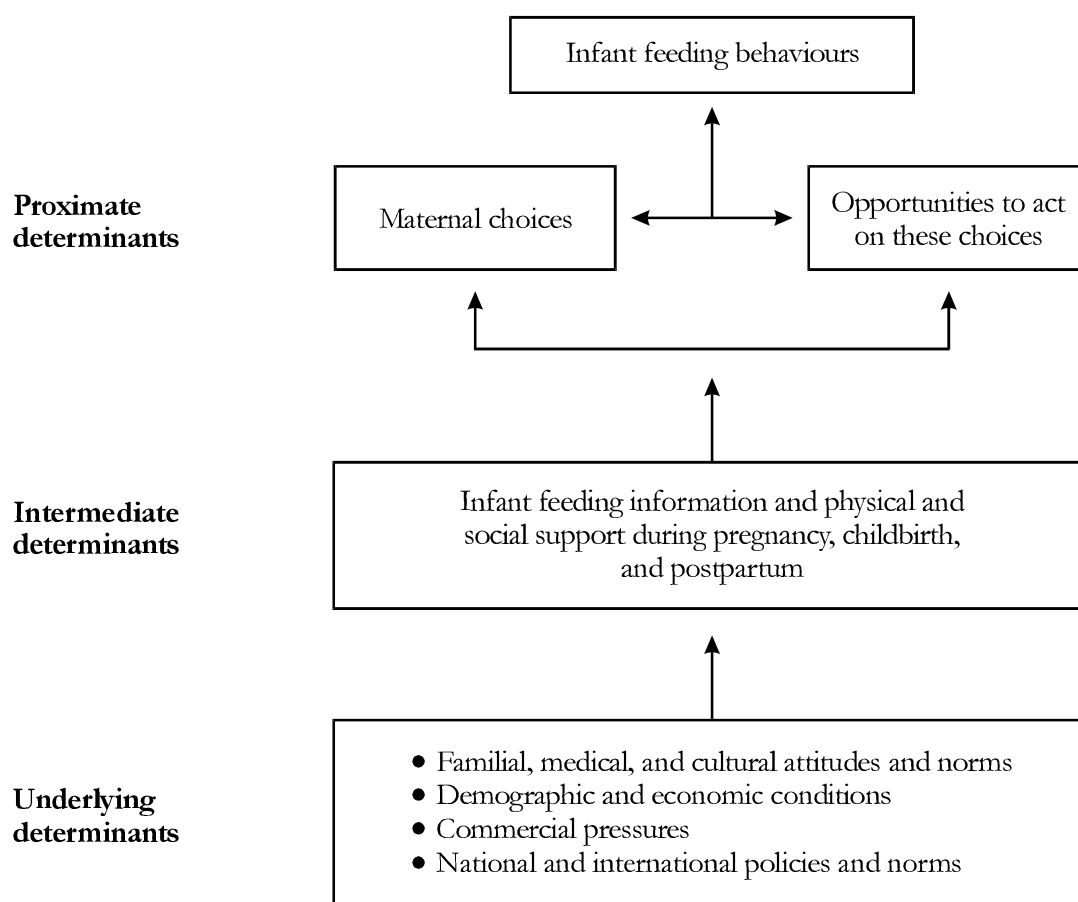 Infant feeding behaviours
Proximate
determinants
Maternal choices
Opportunities to act
on these choices
Intermediate
determinants
Infant feeding information and physical and
social support during pregnancy, childbirth,
and postpartum
Underlying
determinants
● Familial, medical, and cultural attitudes and norms
● Demographic and economic conditions
● Commercial pressures
● National and international policies and norms